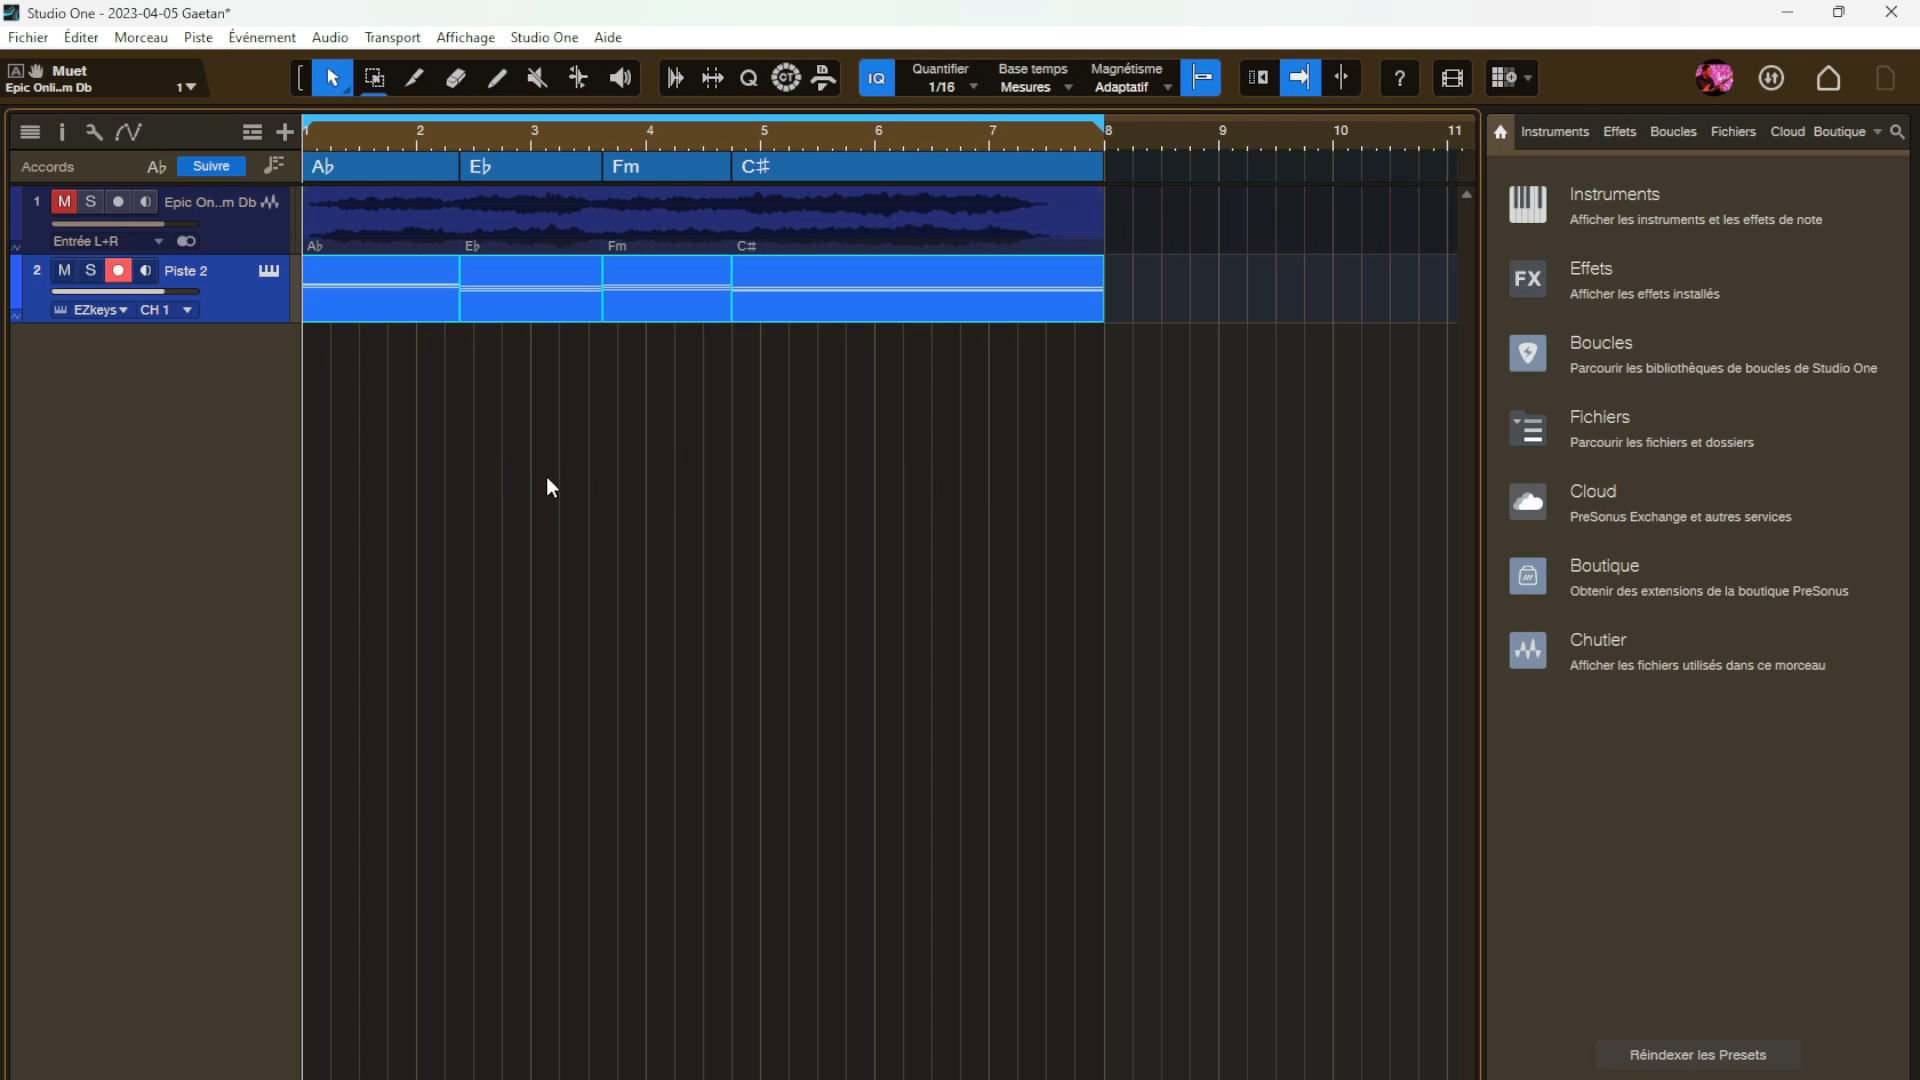 Studio One - 2023-04-05 Gaetan*
Fichier Éditer Morceau Piste Événement Audio Transport Affichage Studio One Aide
A Muet
Epic Onli...m Db 1
Q IQ
Quantifier Base temps Magnétisme
1/16 Mesures Adaptatif
?
1 2 3 4 5 6 7 8 9 10 11
Instruments Effets Boucles Fichiers Cloud Boutique
Accords A♭ Suivre
A♭ E♭ Fm C#
1 M S Epic On...m Db
Entrée L+R
A♭ E♭ Fm C#
2 M S Piste 2
EZkeys CH 1
Instruments
Afficher les instruments et les effets de note
FX
Effets
Afficher les effets installés
Boucles
Parcourir les bibliothèques de boucles de Studio One
Fichiers
Parcourir les fichiers et dossiers
Cloud
PreSonus Exchange et autres services
Boutique
Obtenir des extensions de la boutique PreSonus
Chutier
Afficher les fichiers utilisés dans ce morceau
Réindexer les Presets